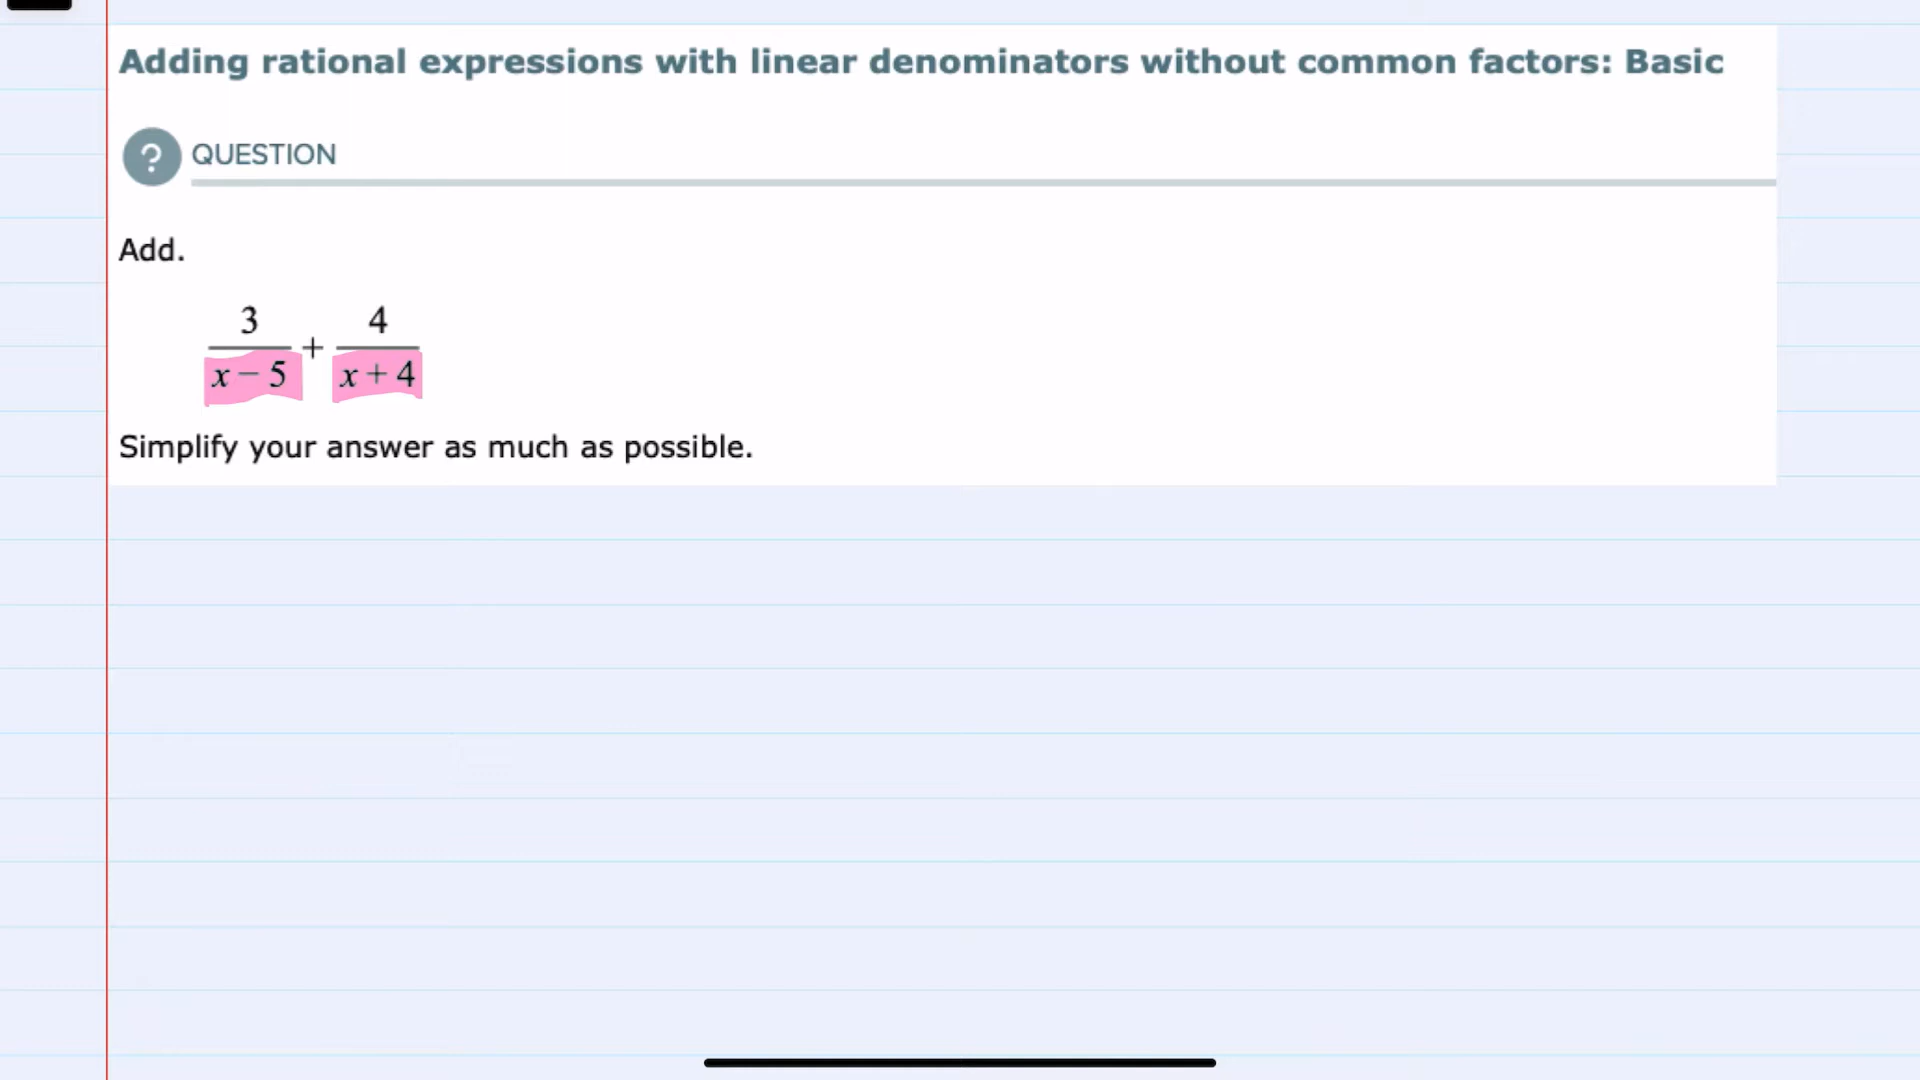 Adding rational expressions with linear denominators without common factors: Basic
? QUESTION
Add.
3/(x − 5) + 4/(x + 4)
Simplify your answer as much as possible.